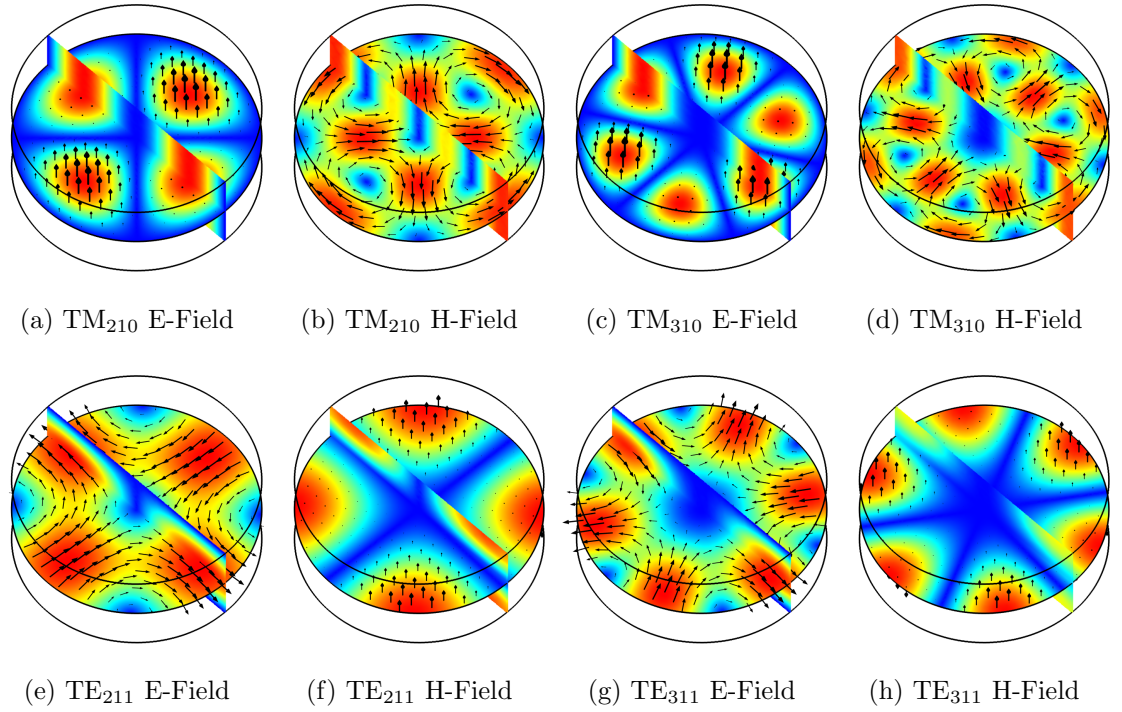 (a) TM₂₁₀ E-Field (b) TM₂₁₀ H-Field (c) TM₃₁₀ E-Field (d) TM₃₁₀ H-Field
(e) TE₂₁₁ E-Field (f) TE₂₁₁ H-Field (g) TE₃₁₁ E-Field (h) TE₃₁₁ H-Field